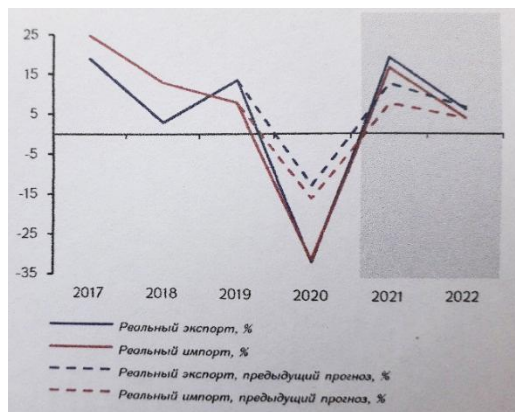 25
15
5
-5
-15
-25
-35
2017 2018 2019 2020 2021 2022
Реальный экспорт, %
Реальный импорт, %
Реальный экспорт, предыдущий прогноз, %
Реальный импорт, предыдущий прогноз, %